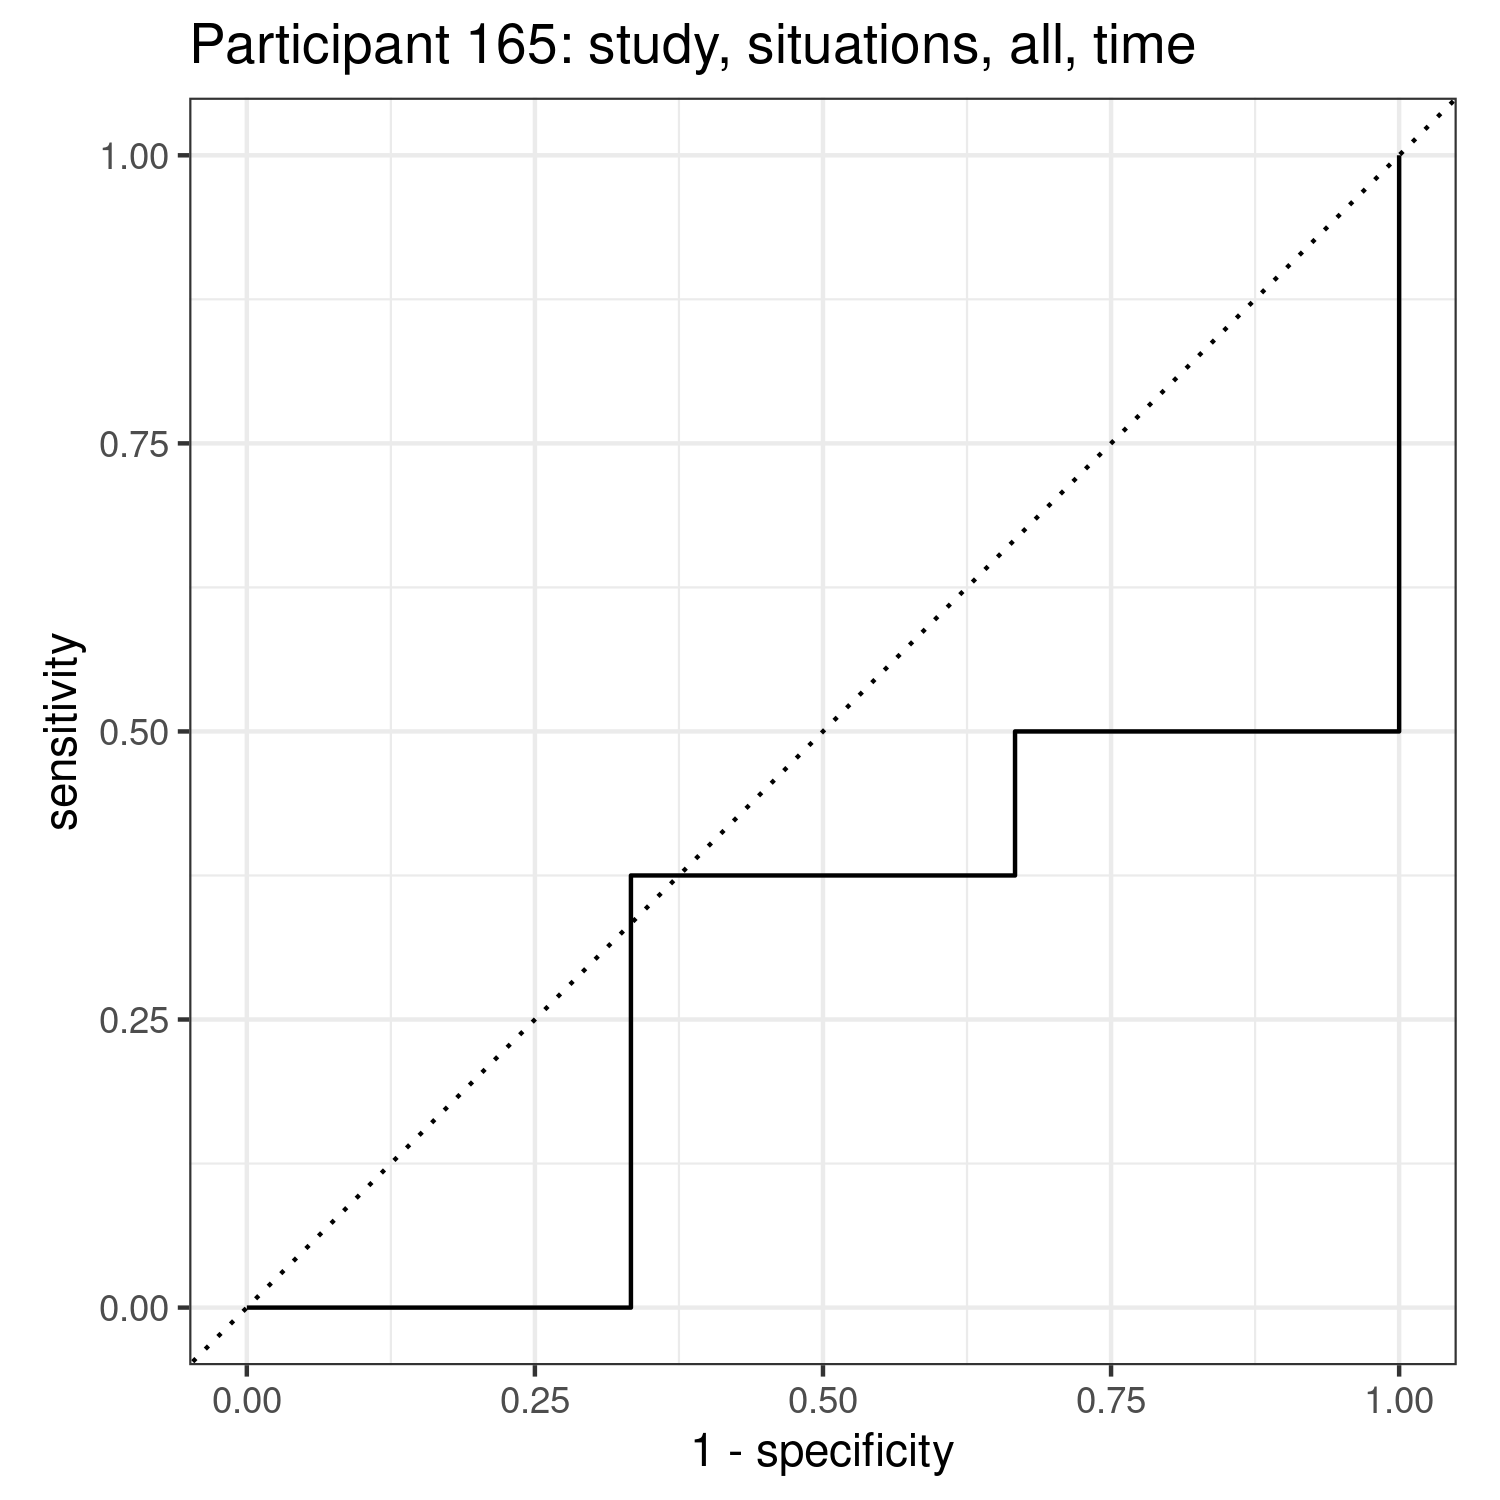 Participant 165: study, situations, all, time
1.00
0.75
0.50
0.25
0.00
sensitivity
0.00 0.25 0.50 0.75 1.00
1 - specificity